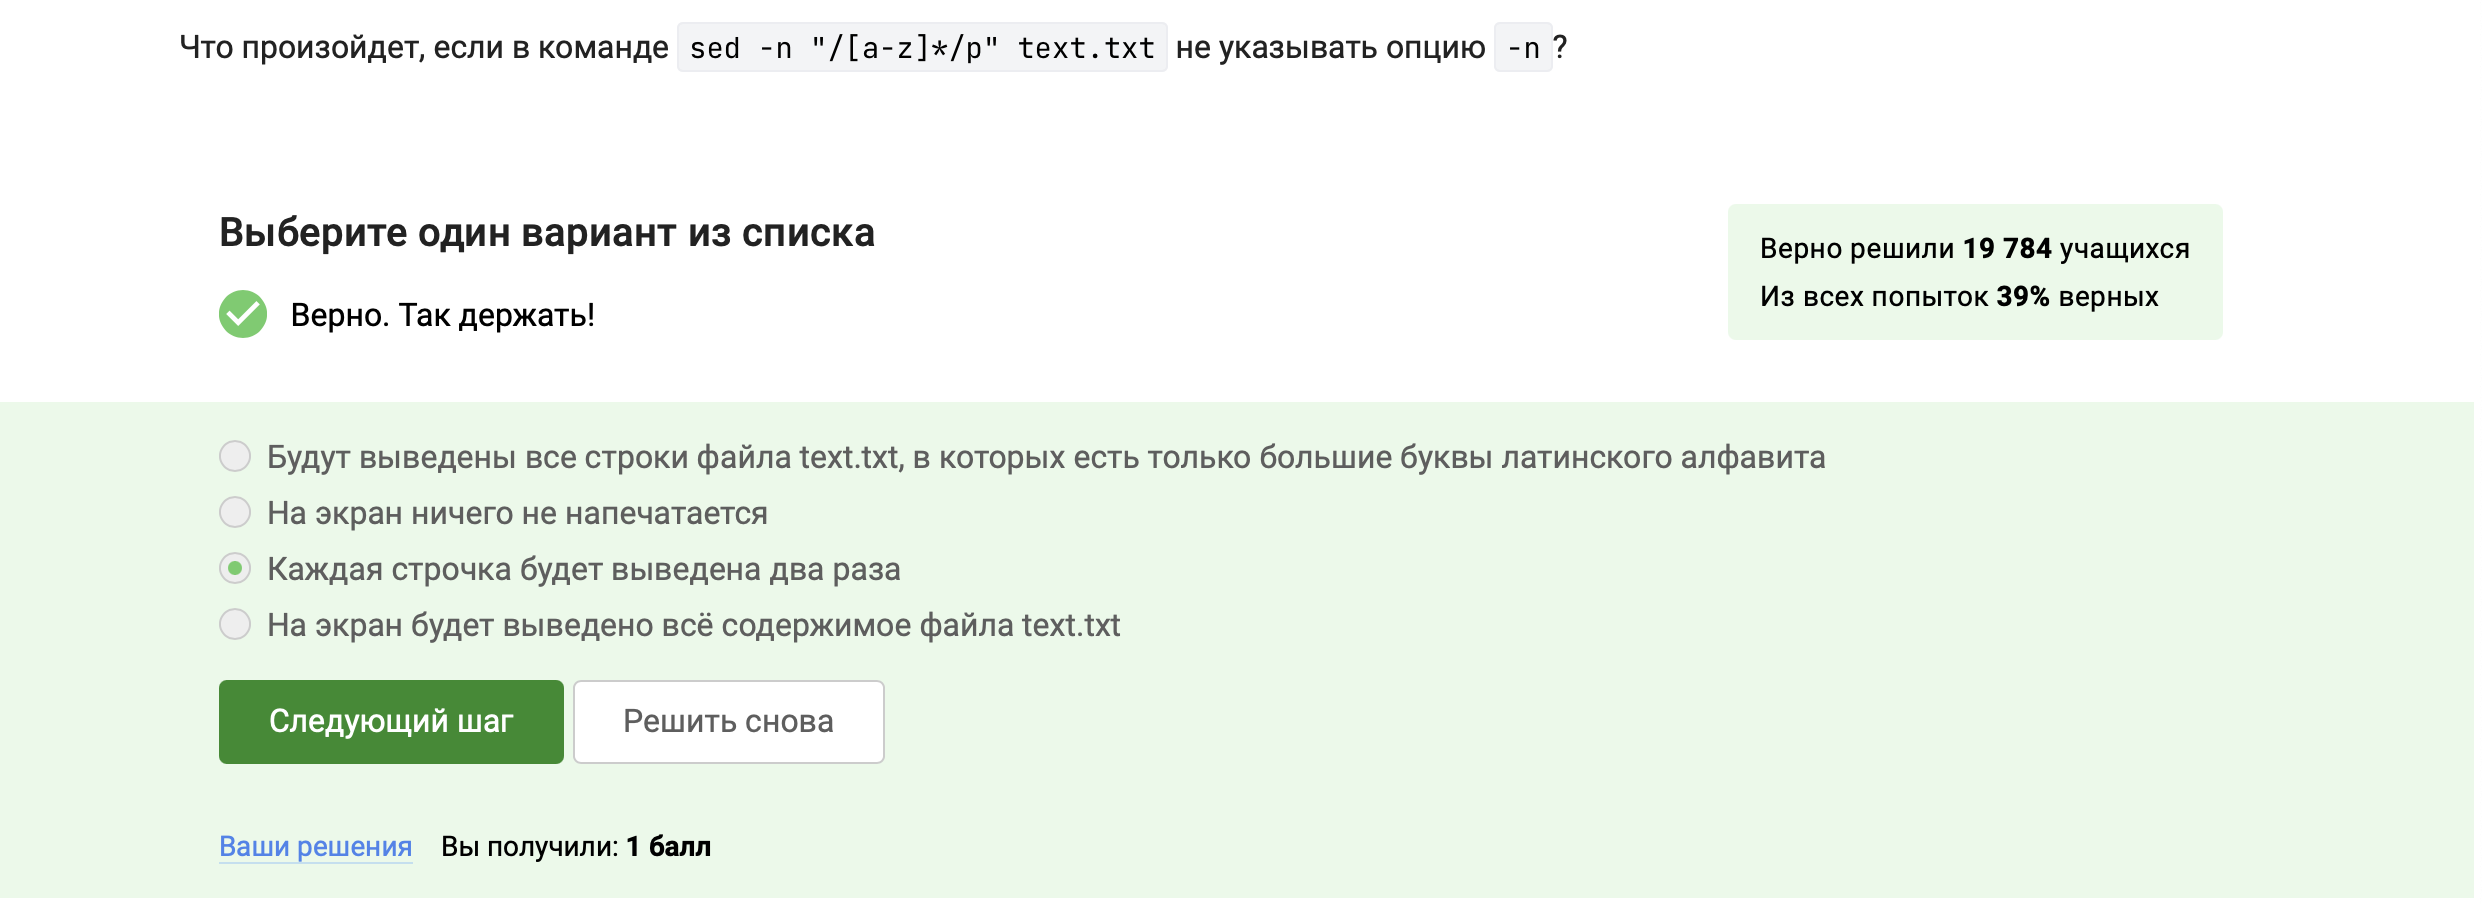 Что произойдет, если в команде sed -n "/[a-z]*/p" text.txt не указывать опцию -n?
Выберите один вариант из списка
Верно. Так держать!
Верно решили 19 784 учащихся
Из всех попыток 39% верных
Будут выведены все строки файла text.txt, в которых есть только большие буквы латинского алфавита
На экран ничего не напечатается
Каждая строчка будет выведена два раза
На экран будет выведено всё содержимое файла text.txt
Следующий шаг
Решить снова
Ваши решения Вы получили: 1 балл